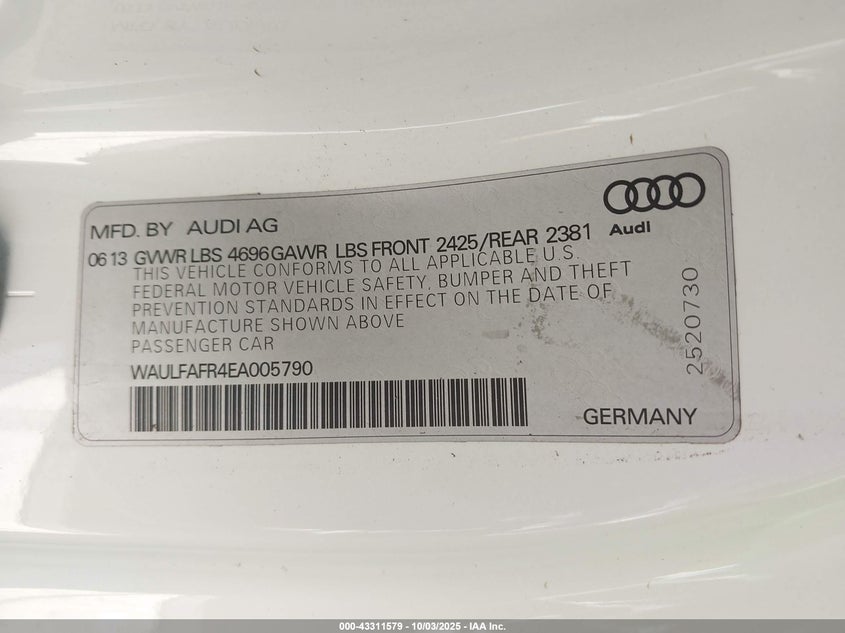 MFD. BY AUDI AG
Audi
06 13 GVWR LBS 4696 GAWR LBS FRONT 2425/REAR 2381
THIS VEHICLE CONFORMS TO ALL APPLICABLE U.S.
FEDERAL MOTOR VEHICLE SAFETY, BUMPER AND THEFT
PREVENTION STANDARDS IN EFFECT ON THE DATE OF
MANUFACTURE SHOWN ABOVE
PASSENGER CAR
WAULFAFR4EA005790
2520730
GERMANY
000-43311579 - 10/03/2025 - IAA Inc.